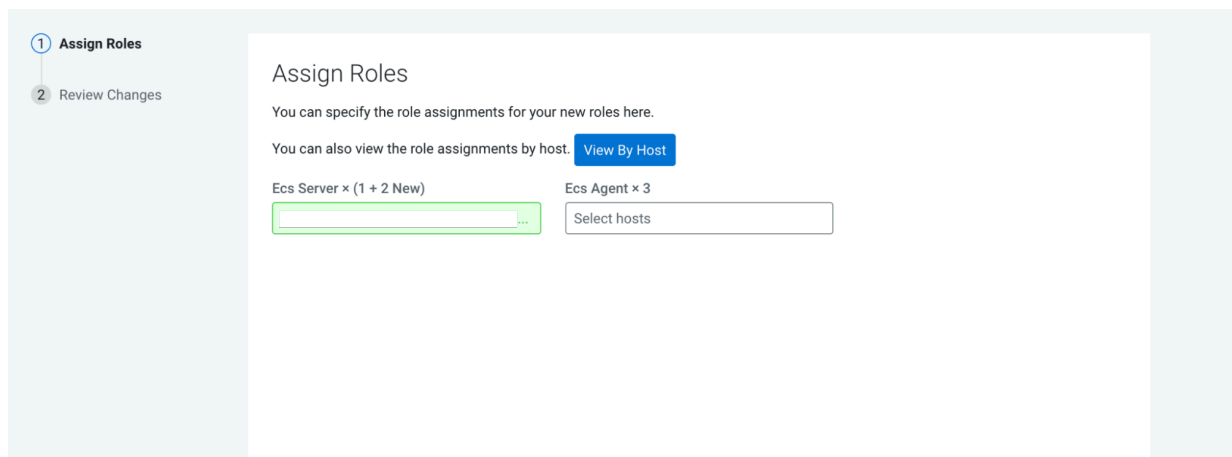 1 Assign Roles
2 Review Changes
Assign Roles
You can specify the role assignments for your new roles here.
You can also view the role assignments by host. View By Host
Ecs Server × (1 + 2 New) Ecs Agent × 3
... Select hosts